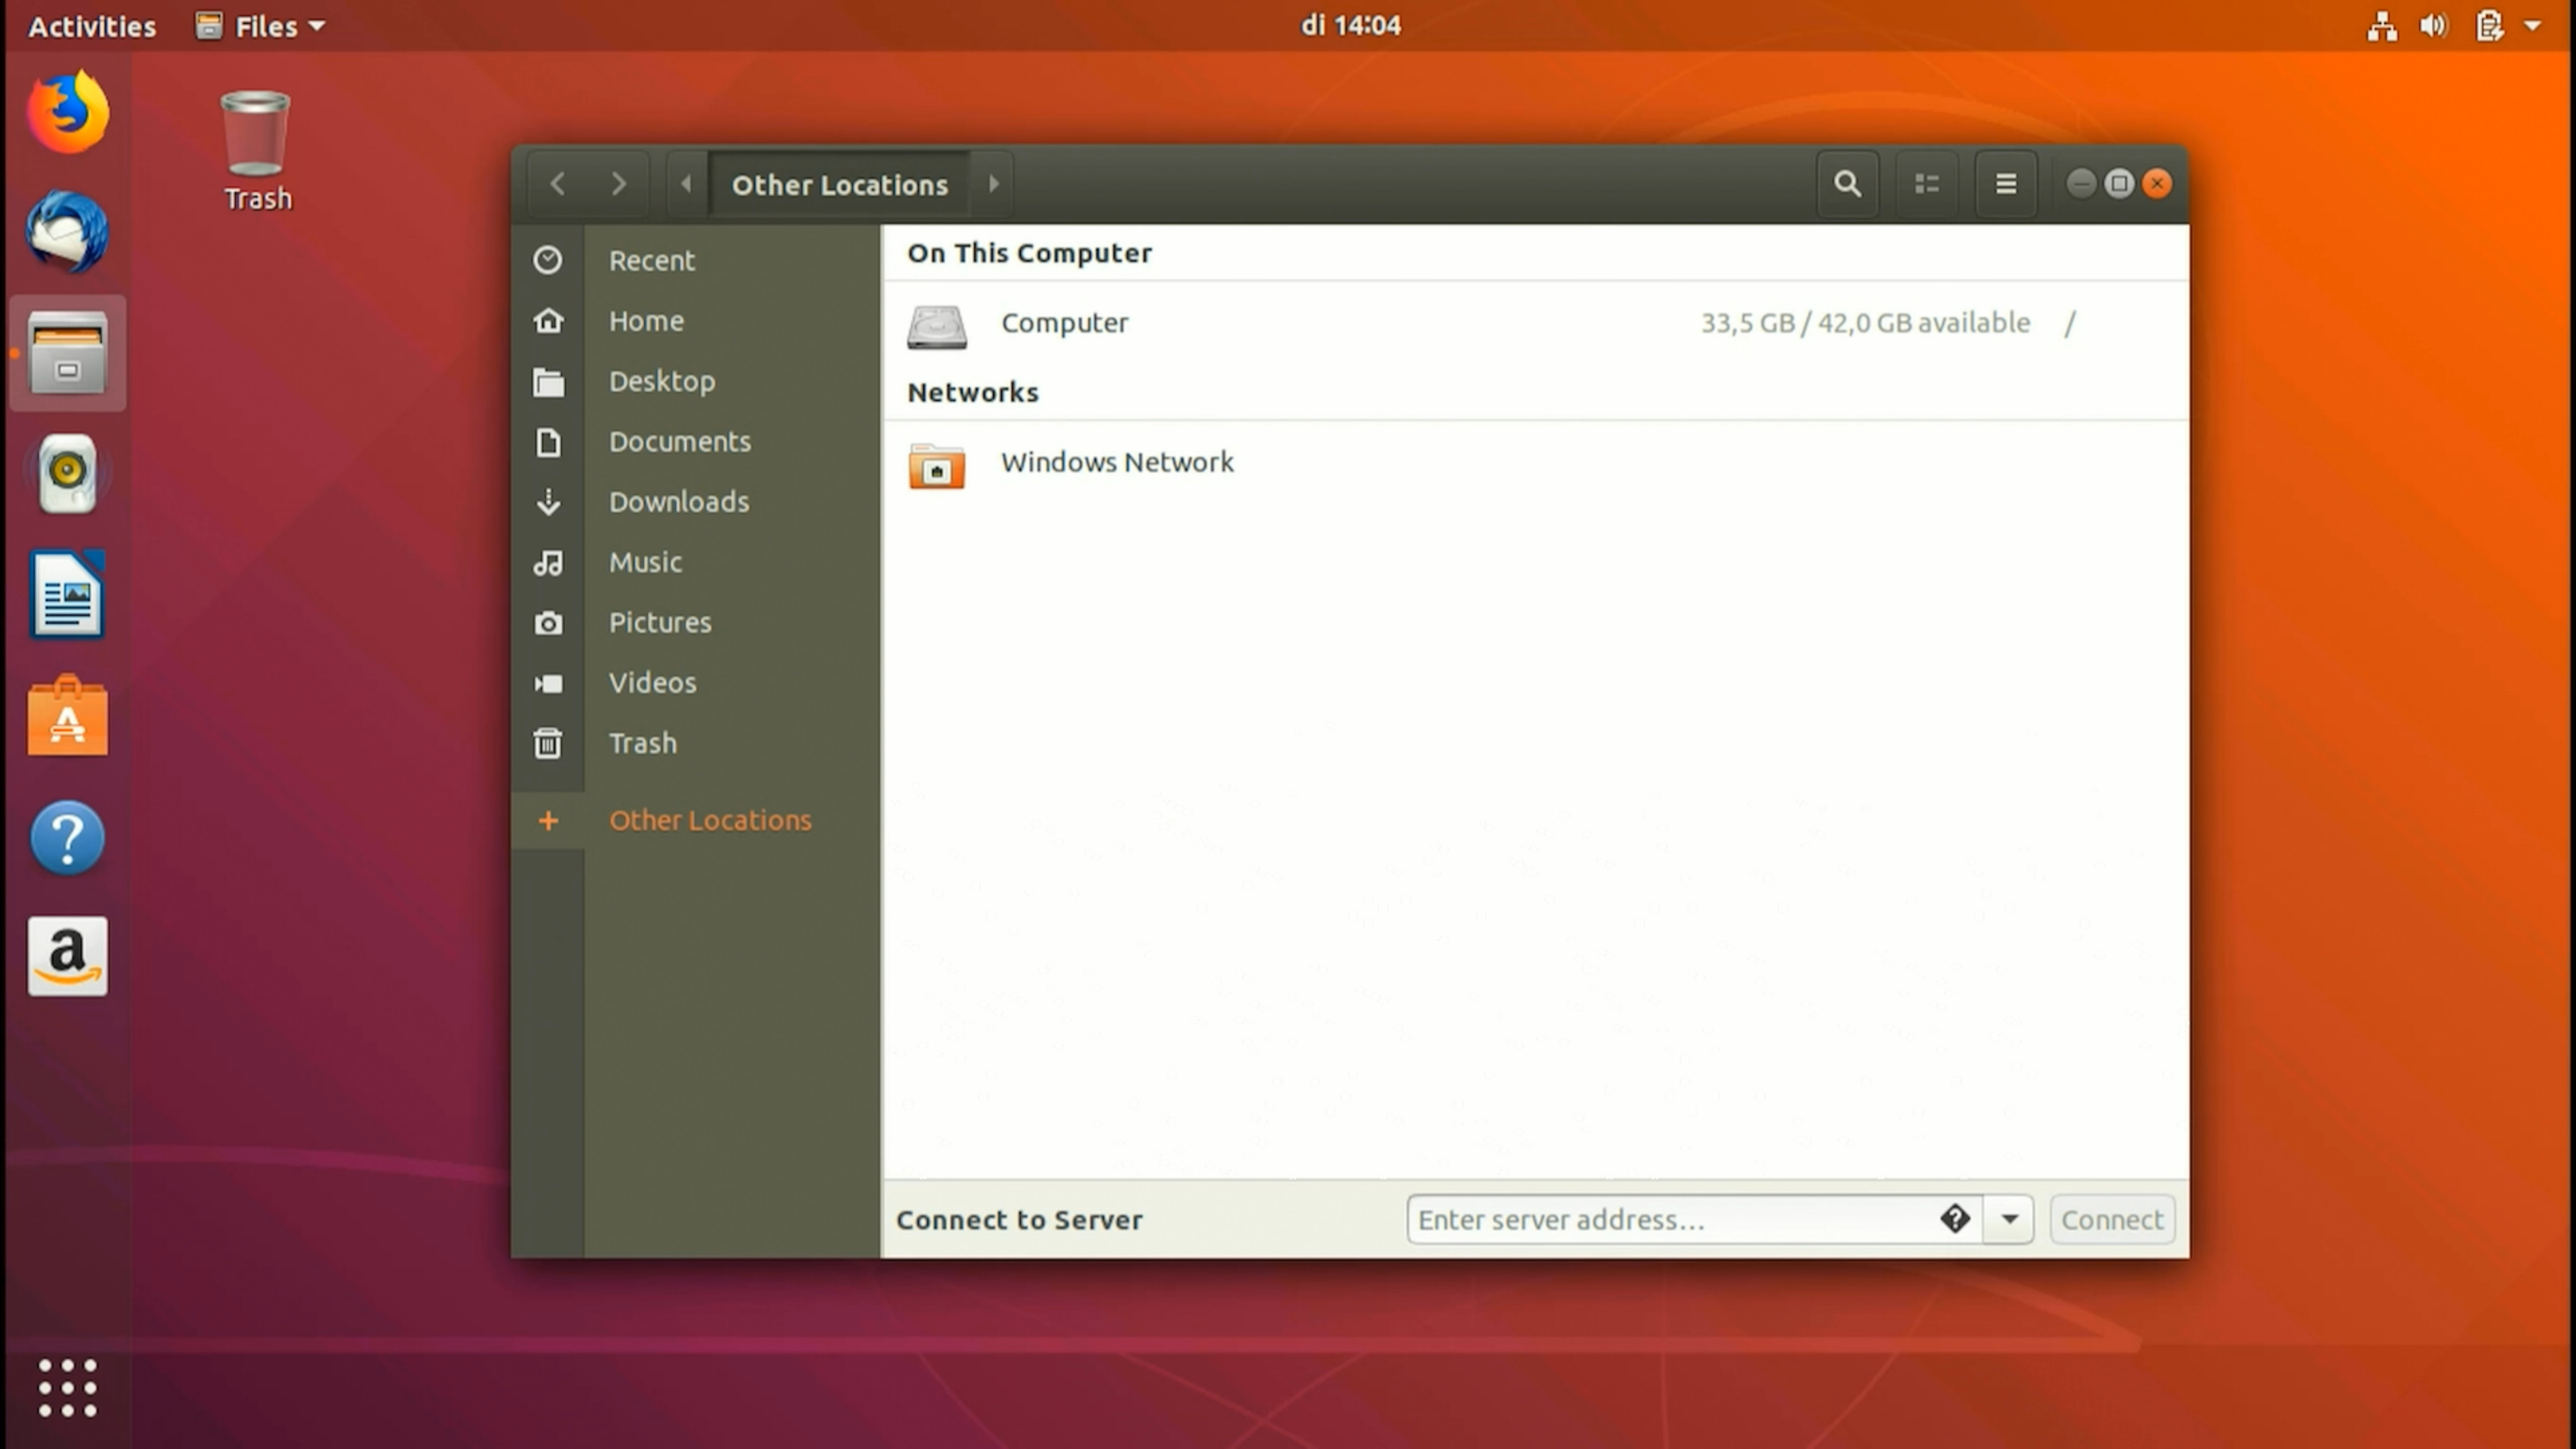 Activities Files di 14:04
Trash
Other Locations
Recent
Home
Desktop
Documents
Downloads
Music
Pictures
Videos
Trash
Other Locations
On This Computer
Computer 33,5 GB / 42,0 GB available /
Networks
Windows Network
Connect to Server Enter server address... Connect